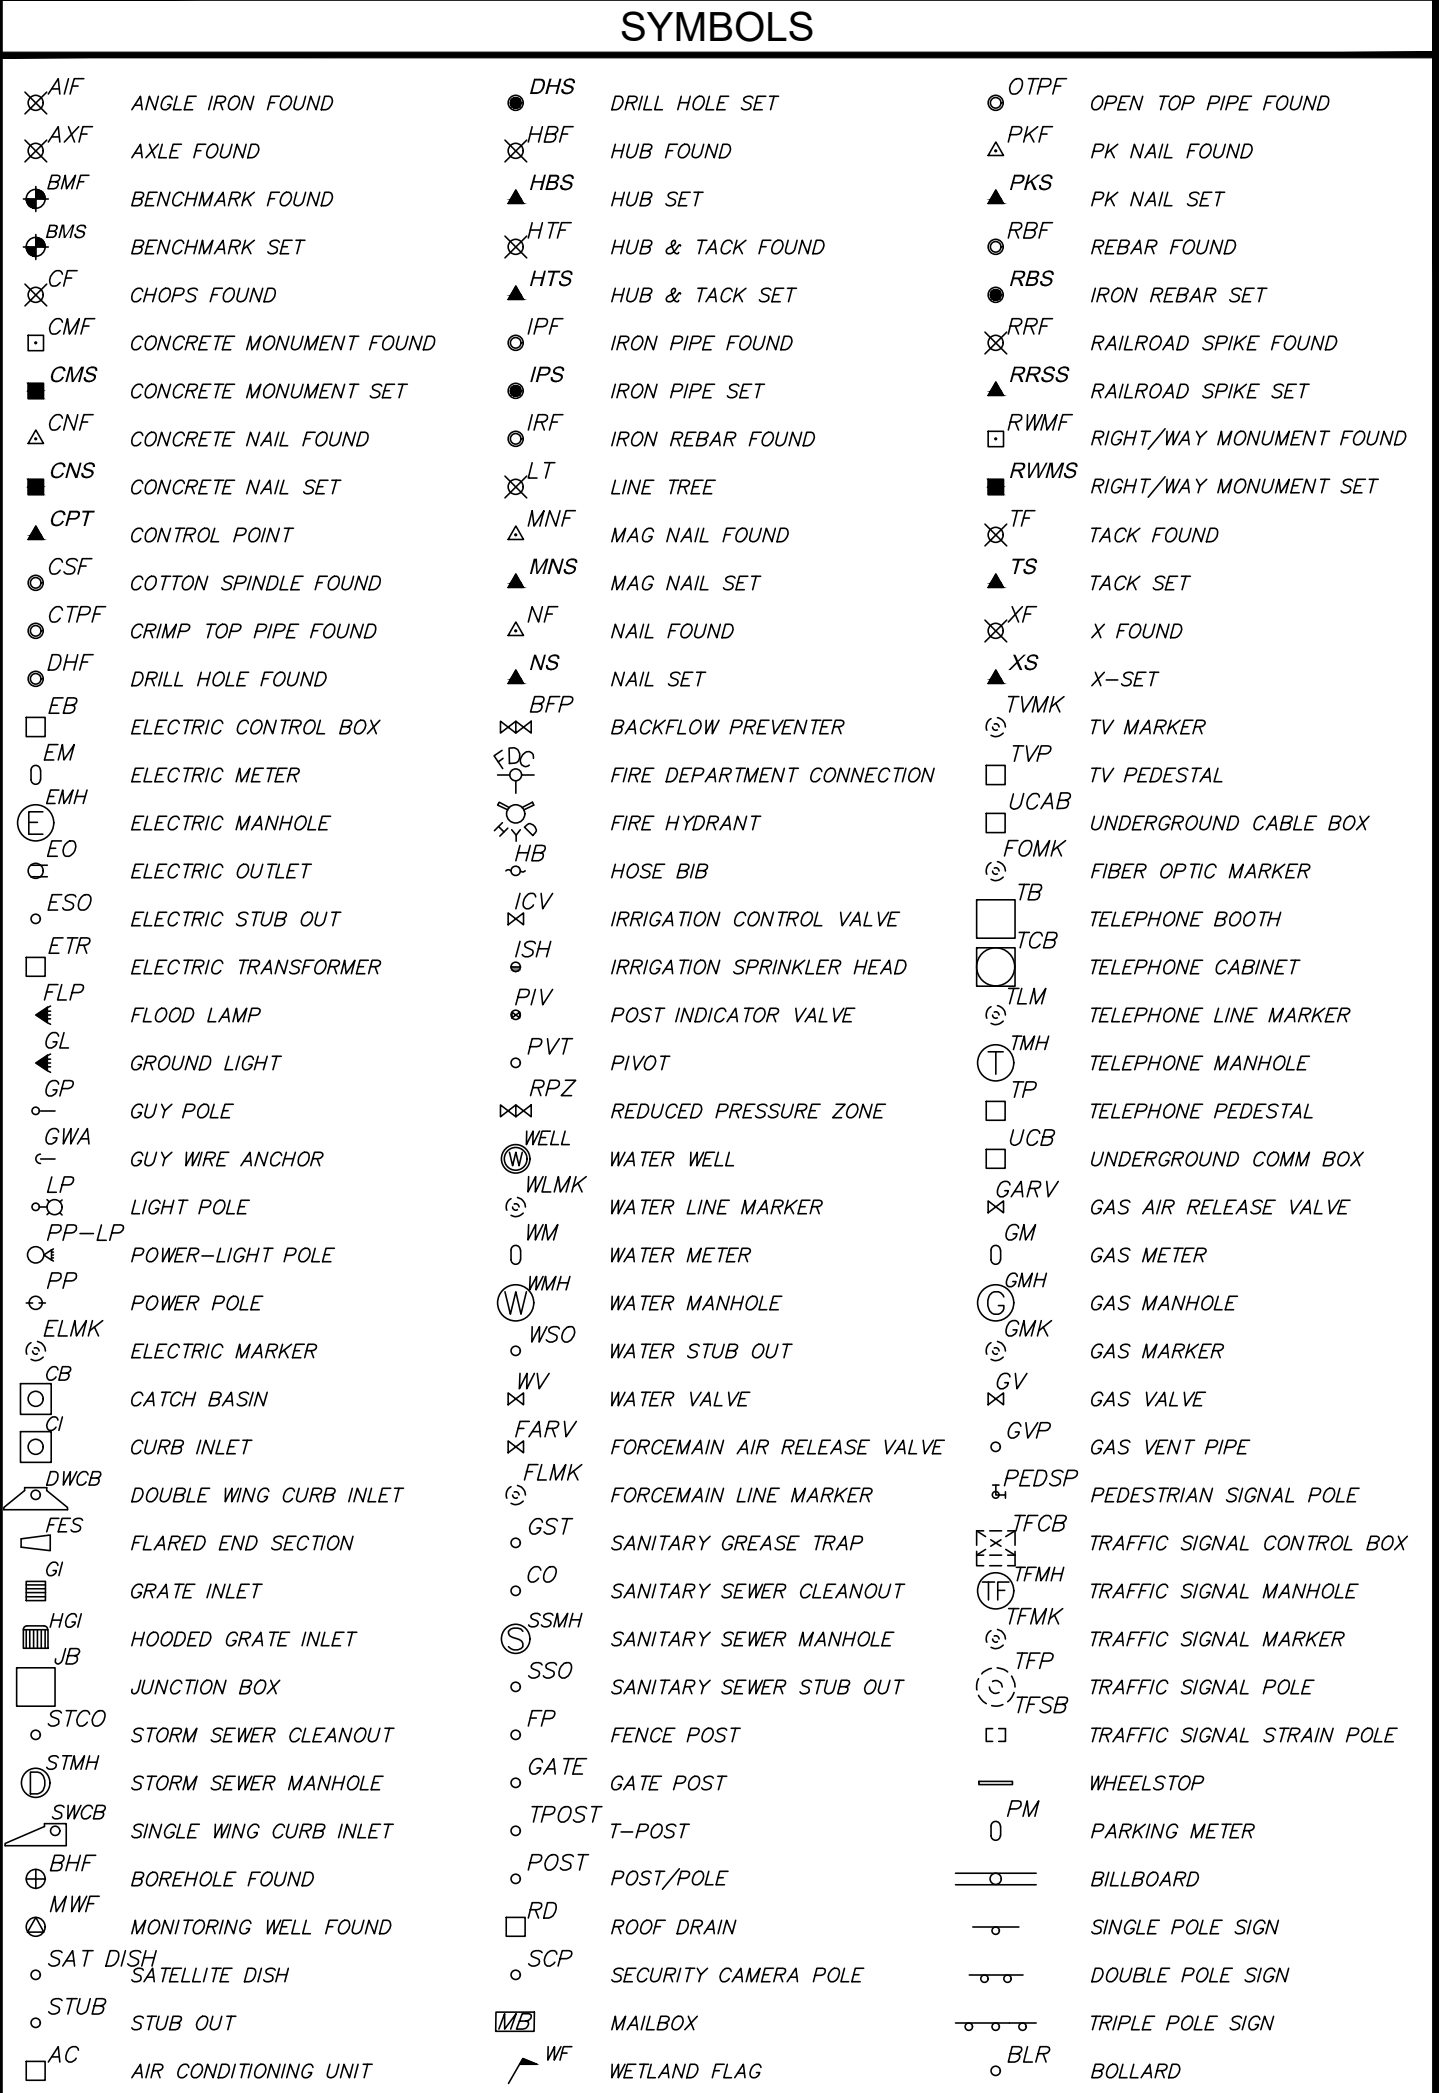 SYMBOLS
AIF ANGLE IRON FOUND
AXF AXLE FOUND
BMF BENCHMARK FOUND
BMS BENCHMARK SET
CF CHOPS FOUND
CMF CONCRETE MONUMENT FOUND
CMS CONCRETE MONUMENT SET
CNF CONCRETE NAIL FOUND
CNS CONCRETE NAIL SET
CPT CONTROL POINT
CSF COTTON SPINDLE FOUND
CTPF CRIMP TOP PIPE FOUND
DHF DRILL HOLE FOUND
EB ELECTRIC CONTROL BOX
EM ELECTRIC METER
EMH E ELECTRIC MANHOLE
EO ELECTRIC OUTLET
ESO ELECTRIC STUB OUT
ETR ELECTRIC TRANSFORMER
FLP FLOOD LAMP
GL GROUND LIGHT
GP GUY POLE
GWA GUY WIRE ANCHOR
LP LIGHT POLE
PP-LP POWER-LIGHT POLE
PP POWER POLE
ELMK ELECTRIC MARKER
CB CATCH BASIN
CI CURB INLET
DWCB DOUBLE WING CURB INLET
FES FLARED END SECTION
GI GRATE INLET
HGI HOODED GRATE INLET
JB JUNCTION BOX
STCO STORM SEWER CLEANOUT
STMH D STORM SEWER MANHOLE
SWCB SINGLE WING CURB INLET
BHF BOREHOLE FOUND
MWF MONITORING WELL FOUND
SAT DISH SATELLITE DISH
STUB STUB OUT
AC AIR CONDITIONING UNIT
DHS DRILL HOLE SET
HBF HUB FOUND
HBS HUB SET
HTF HUB & TACK FOUND
HTS HUB & TACK SET
IPF IRON PIPE FOUND
IPS IRON PIPE SET
IRF IRON REBAR FOUND
LT LINE TREE
MNF MAG NAIL FOUND
MNS MAG NAIL SET
NF NAIL FOUND
NS NAIL SET
BFP BACKFLOW PREVENTER
FDC FIRE DEPARTMENT CONNECTION
HYD FIRE HYDRANT
HB HOSE BIB
ICV IRRIGATION CONTROL VALVE
ISH IRRIGATION SPRINKLER HEAD
PIV POST INDICATOR VALVE
PVT PIVOT
RPZ REDUCED PRESSURE ZONE
WELL W WATER WELL
WLMK WATER LINE MARKER
WM WATER METER
WMH W WATER MANHOLE
WSO WATER STUB OUT
WV WATER VALVE
FARV FORCEMAIN AIR RELEASE VALVE
FLMK FORCEMAIN LINE MARKER
GST SANITARY GREASE TRAP
CO SANITARY SEWER CLEANOUT
SSMH S SANITARY SEWER MANHOLE
SSO SANITARY SEWER STUB OUT
FP FENCE POST
GATE GATE POST
TPOST T-POST
POST POST/POLE
RD ROOF DRAIN
SCP SECURITY CAMERA POLE
MB MAILBOX
WF WETLAND FLAG
OTPF OPEN TOP PIPE FOUND
PKF PK NAIL FOUND
PKS PK NAIL SET
RBF REBAR FOUND
RBS IRON REBAR SET
RRF RAILROAD SPIKE FOUND
RRSS RAILROAD SPIKE SET
RWMF RIGHT/WAY MONUMENT FOUND
RWMS RIGHT/WAY MONUMENT SET
TF TACK FOUND
TS TACK SET
XF X FOUND
XS X-SET
TVMK TV MARKER
TVP TV PEDESTAL
UCAB UNDERGROUND CABLE BOX
FOMK FIBER OPTIC MARKER
TB TELEPHONE BOOTH
TCB TELEPHONE CABINET
TLM TELEPHONE LINE MARKER
TMH T TELEPHONE MANHOLE
TP TELEPHONE PEDESTAL
UCB UNDERGROUND COMM BOX
GARV GAS AIR RELEASE VALVE
GM GAS METER
GMH G GAS MANHOLE
GMK GAS MARKER
GV GAS VALVE
GVP GAS VENT PIPE
PEDSP PEDESTRIAN SIGNAL POLE
TFCB TRAFFIC SIGNAL CONTROL BOX
TFMH TF TRAFFIC SIGNAL MANHOLE
TFMK TRAFFIC SIGNAL MARKER
TFP TRAFFIC SIGNAL POLE
TFSB TRAFFIC SIGNAL STRAIN POLE
WHEELSTOP
PM PARKING METER
BILLBOARD
SINGLE POLE SIGN
DOUBLE POLE SIGN
TRIPLE POLE SIGN
BLR BOLLARD